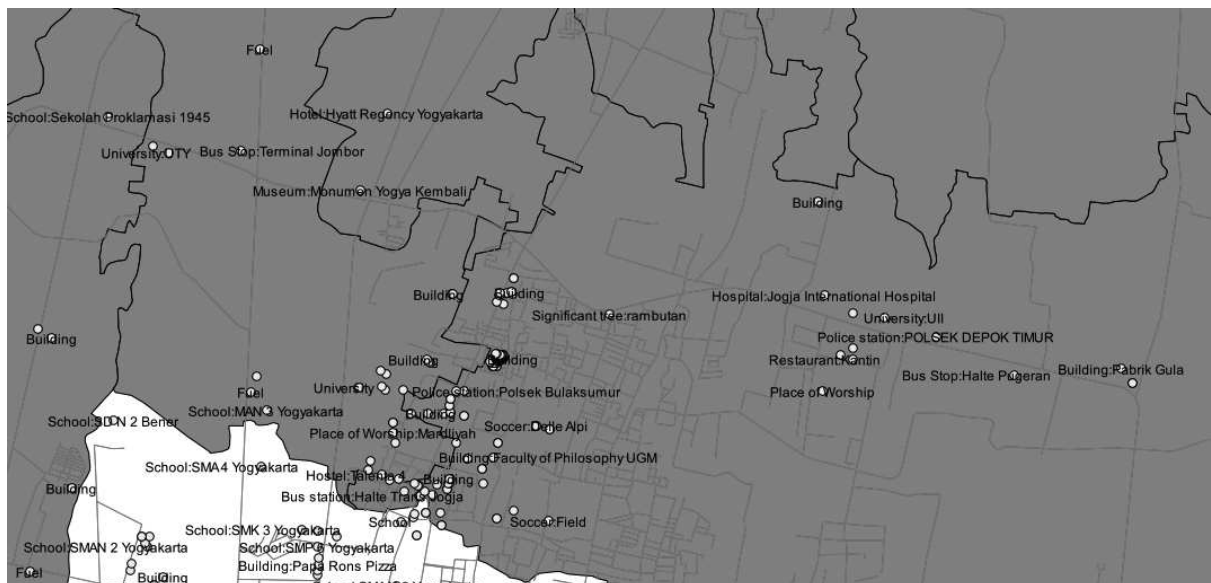 Fuel
School:Sekolah Proklamasi 1945
Hotel:Hyatt Regency Yogyakarta
University:UTY
Bus Stop:Terminal Jombor
Museum:Monumen Yogya Kembali
Building
Building
Building
Hospital:Jogja International Hospital
Significant tree:rambutan
University:UII
Building
Police station:POLSEK DEPOK TIMUR
Building
Building
Restaurant:Kantin
Building:Pabrik Gula
Bus Stop:Halte Pugeran
University
Fuel
Police station:Polsek Bulaksumur
Place of Worship
School:MAN 3 Yogyakarta
Building
School:SD N 2 Bener
Place of Worship:Mardliyah
Soccer:Delle Alpi
Building:Faculty of Philosophy UGM
School:SMA 4 Yogyakarta
Hostel:Talenta 4
Building
Building
Bus station:Halte Trans Jogja
School
Soccer:Field
School:SMK 3 Yogyakarta
School:SMAN 2 Yogyakarta
School:SMP 6 Yogyakarta
Building:Papa Rons Pizza
Fuel
Building